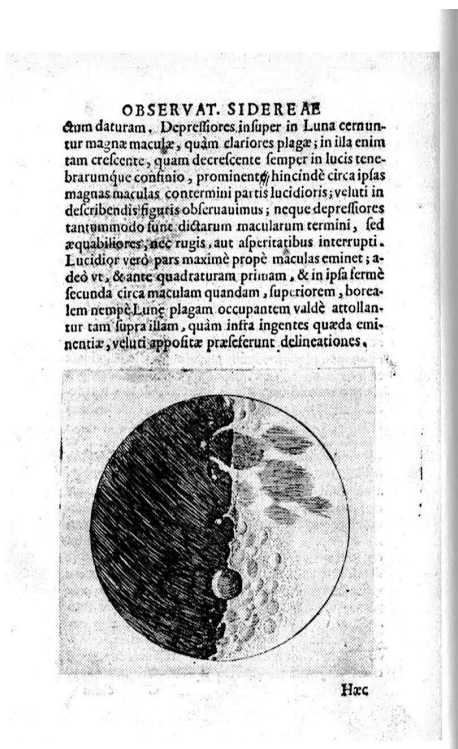 OBSERVAT. SIDEREAE
ctum daturam. Depreſſiores inſuper in Luna cernun-
tur magnæ maculæ, quàm clariores plagæ; in illa enim
tam creſcente, quam decreſcente ſemper in lucis tene-
brarumq́ue confinio, prominent hincindè circa ipſas
magnas maculas contermini partis lucidioris; veluti in
deſcribendis figuris obſeruauimus; neque depreſſiores
tantummodo ſunt dictarum macularum termini, ſed
æquabiliores, nec rugis, aut aſperitatibus interrupti.
Lucidior verò pars maximè propè maculas eminet; a-
deò vt, & ante quadraturam primam, & in ipſa fermè
ſecunda circa maculam quandam, ſuperiorem, borea-
lem nempè Lunę plagam occupantem valdè attollan-
tur tam ſupra illam, quàm infra ingentes quæda emi-
nentiæ, veluti appoſitæ præſeferunt delineationes.
Hæc